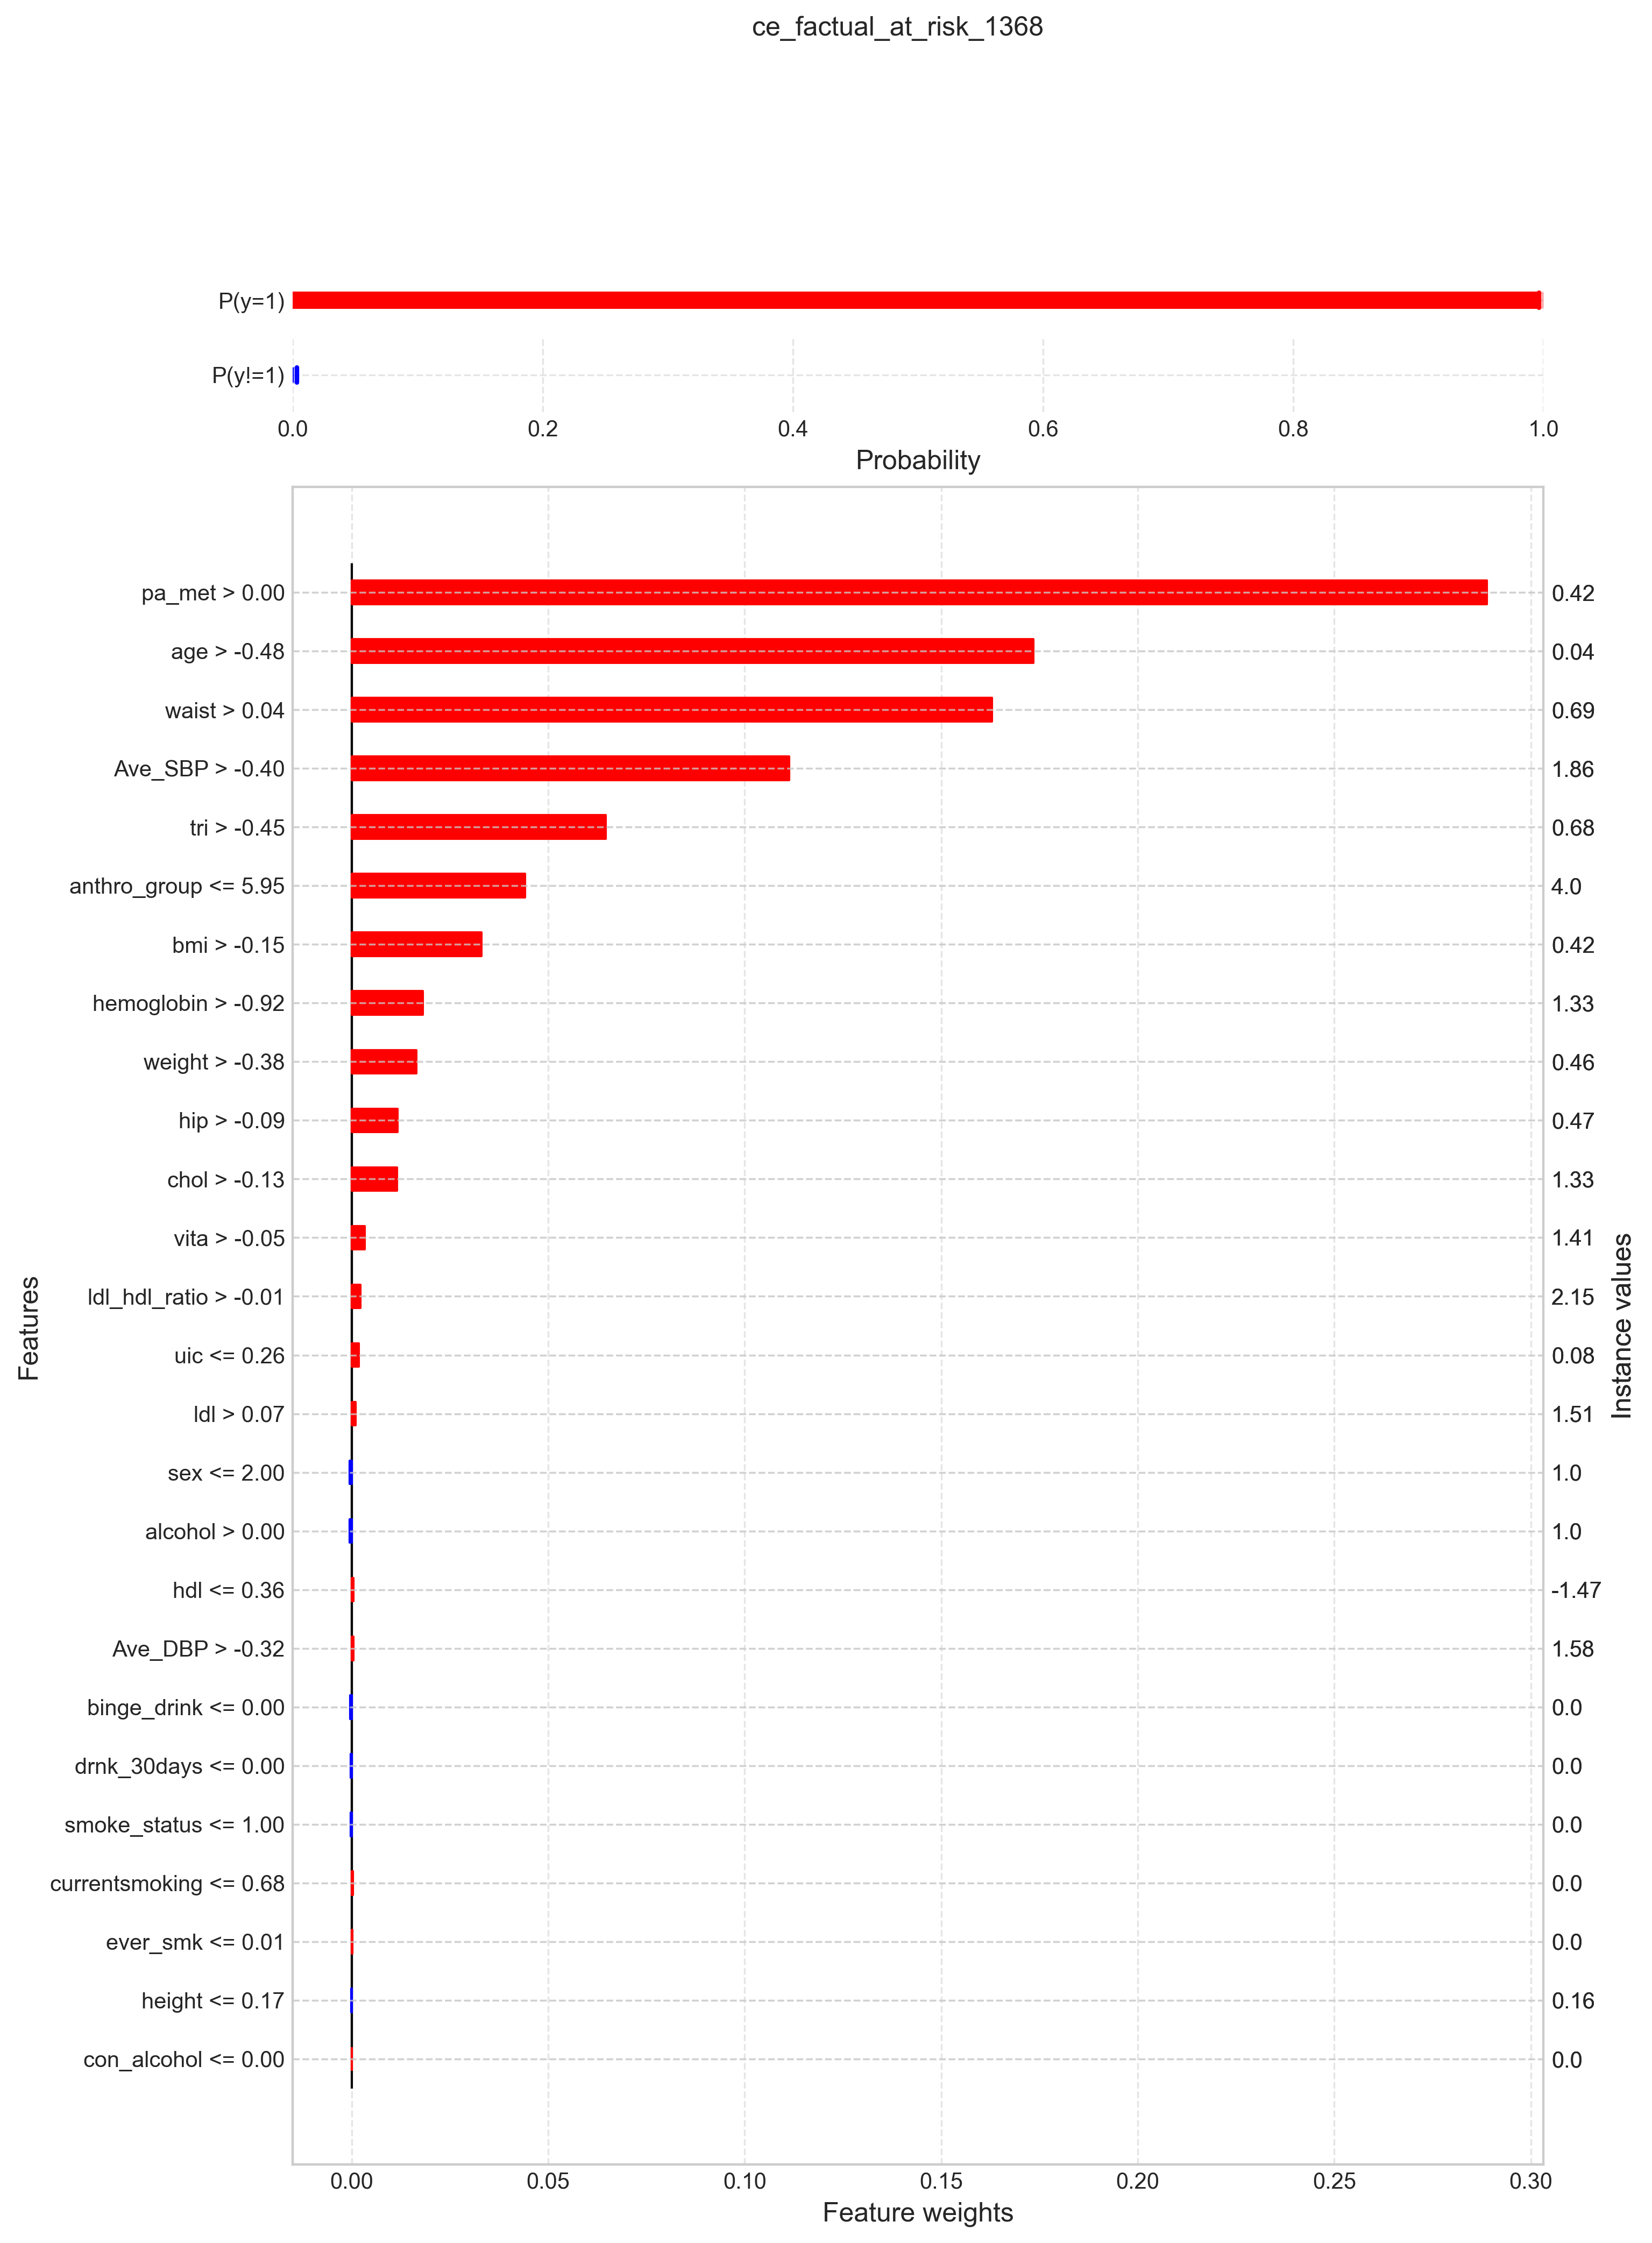 ce_factual_at_risk_1368
P(y=1)
P(y!=1)
0.0 0.2 0.4 0.6 0.8 1.0
Probability
pa_met > 0.00 0.42
age > -0.48 0.04
waist > 0.04 0.69
Ave_SBP > -0.40 1.86
tri > -0.45 0.68
anthro_group <= 5.95 4.0
bmi > -0.15 0.42
hemoglobin > -0.92 1.33
weight > -0.38 0.46
hip > -0.09 0.47
chol > -0.13 1.33
vita > -0.05 1.41
ldl_hdl_ratio > -0.01 2.15
uic <= 0.26 0.08
ldl > 0.07 1.51
sex <= 2.00 1.0
alcohol > 0.00 1.0
hdl <= 0.36 -1.47
Ave_DBP > -0.32 1.58
binge_drink <= 0.00 0.0
drnk_30days <= 0.00 0.0
smoke_status <= 1.00 0.0
currentsmoking <= 0.68 0.0
ever_smk <= 0.01 0.0
height <= 0.17 0.16
con_alcohol <= 0.00 0.0
Features
Instance values
0.00 0.05 0.10 0.15 0.20 0.25 0.30
Feature weights